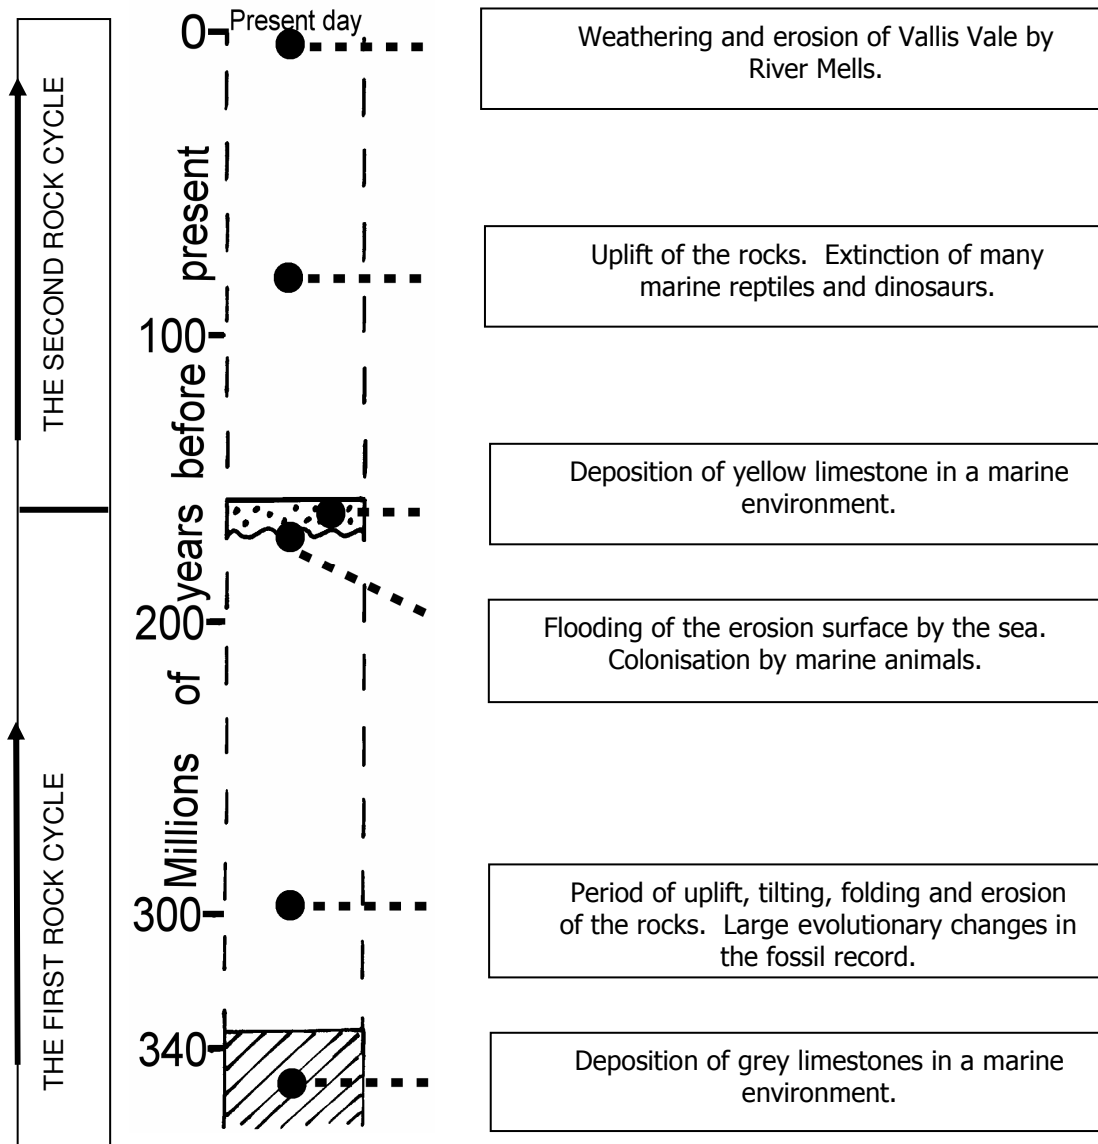 0
Present day
Weathering and erosion of Vallis Vale by
River Mells.
THE SECOND ROCK CYCLE
Millions of years before present
Uplift of the rocks. Extinction of many
marine reptiles and dinosaurs.
100
Deposition of yellow limestone in a marine
environment.
200
Flooding of the erosion surface by the sea.
Colonisation by marine animals.
THE FIRST ROCK CYCLE
300
Period of uplift, tilting, folding and erosion
of the rocks. Large evolutionary changes in
the fossil record.
340
Deposition of grey limestones in a marine
environment.